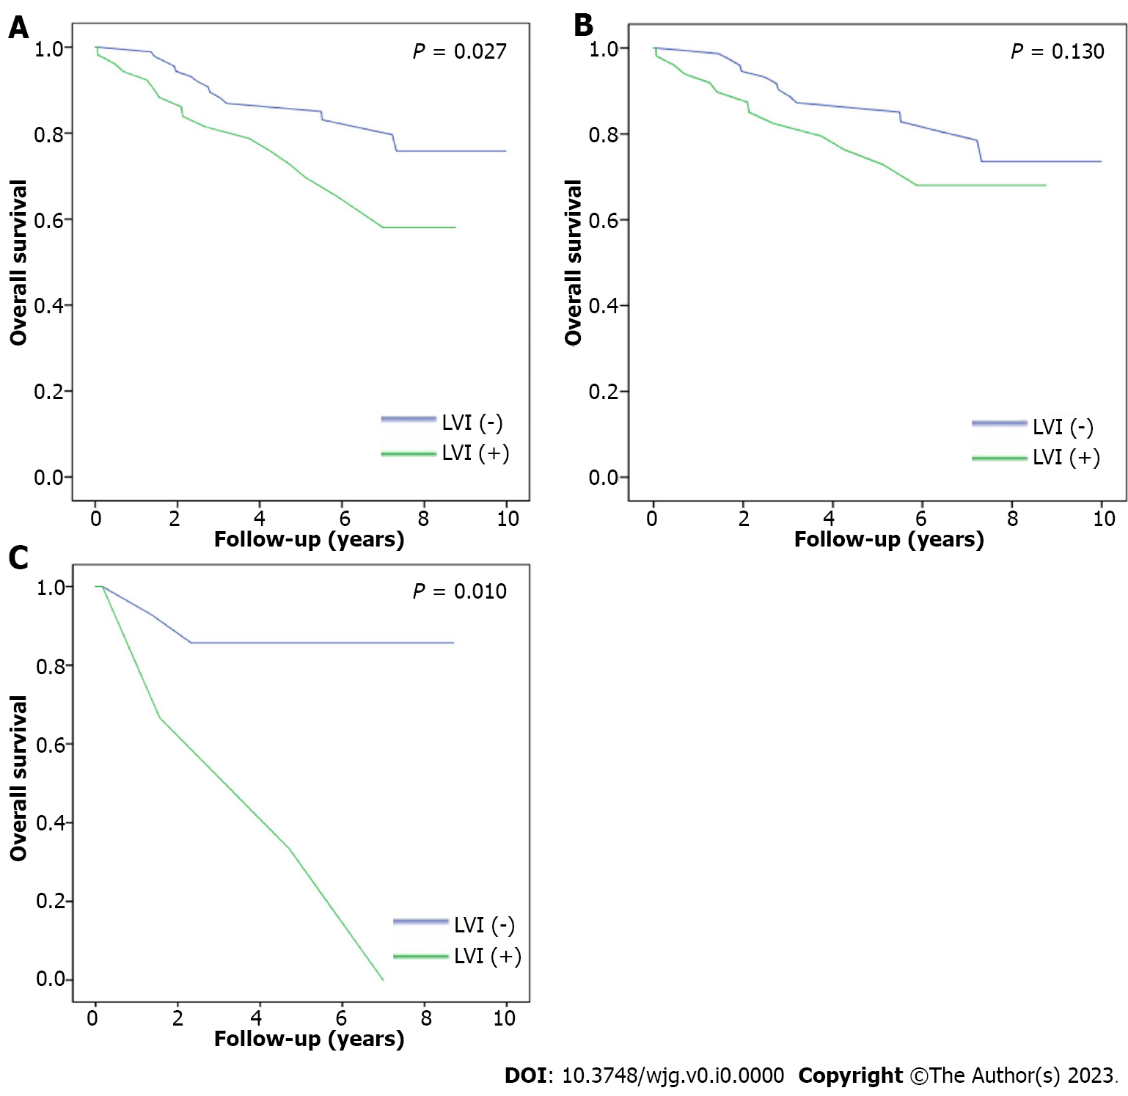 A
P = 0.027
1.0
0.8
0.6
0.4
0.2
0.0
Overall survival
LVI (-)
LVI (+)
0 2 4 6 8 10
Follow-up (years)
B
P = 0.130
1.0
0.8
0.6
0.4
0.2
0.0
Overall survival
LVI (-)
LVI (+)
0 2 4 6 8 10
Follow-up (years)
C
P = 0.010
1.0
0.8
0.6
0.4
0.2
0.0
Overall survival
LVI (-)
LVI (+)
0 2 4 6 8 10
Follow-up (years)
DOI: 10.3748/wjg.v0.i0.0000 Copyright ©The Author(s) 2023.